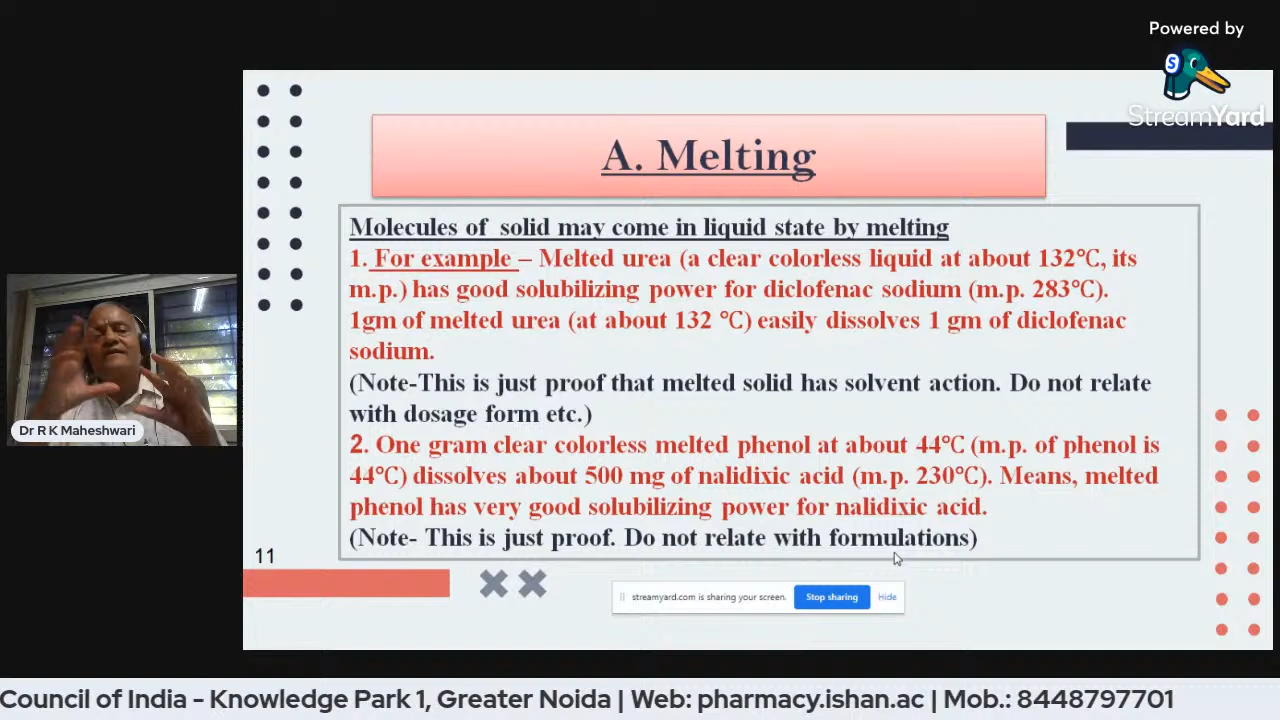 Powered by
S
StreamYard
A. Melting
Molecules of solid may come in liquid state by melting
1. For example – Melted urea (a clear colorless liquid at about 132℃, its
m.p.) has good solubilizing power for diclofenac sodium (m.p. 283℃).
1gm of melted urea (at about 132 ℃) easily dissolves 1 gm of diclofenac
sodium.
(Note-This is just proof that melted solid has solvent action. Do not relate
with dosage form etc.)
2. One gram clear colorless melted phenol at about 44℃ (m.p. of phenol is
44℃) dissolves about 500 mg of nalidixic acid (m.p. 230℃). Means, melted
phenol has very good solubilizing power for nalidixic acid.
(Note- This is just proof. Do not relate with formulations)
Dr R K Maheshwari
11
streamyard.com is sharing your screen.
Stop sharing
Hide
Council of India - Knowledge Park 1, Greater Noida | Web: pharmacy.ishan.ac | Mob.: 8448797701